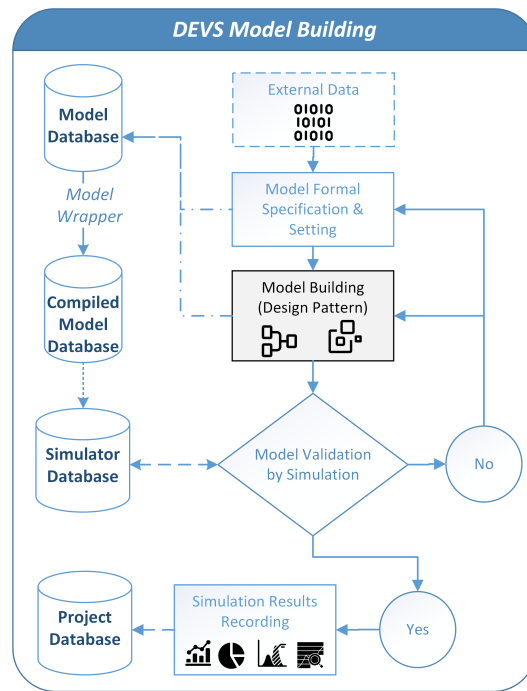 DEVS Model Building
External Data
01010
10101
01010
Model
Database
Model Formal
Specification &
Setting
Model
Wrapper
Model Building
(Design Pattern)
Compiled
Model
Database
Simulator
Database
Model Validation
by Simulation
No
Simulation Results
Recording
Project
Database
Yes